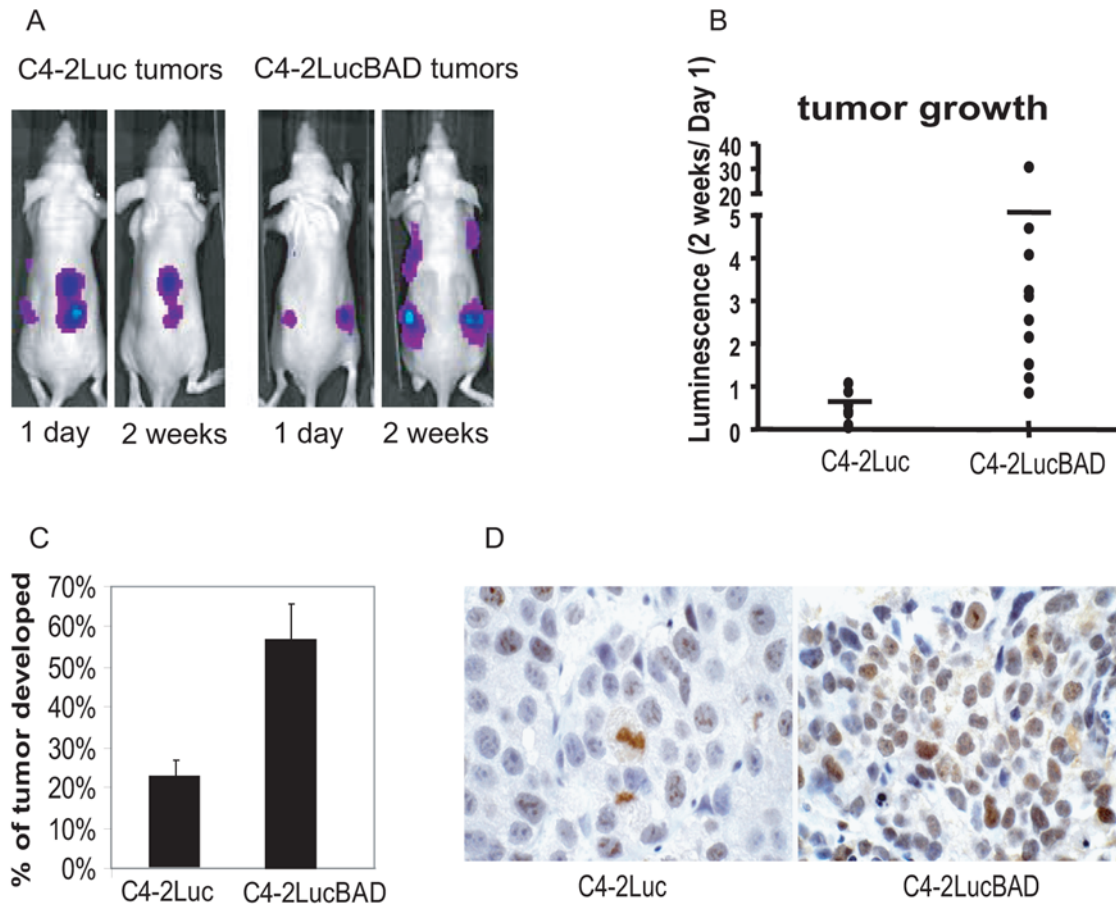 A
C4-2Luc tumors
C4-2LucBAD tumors
1 day
2 weeks
1 day
2 weeks
B
tumor growth
Luminescence (2 weeks/ Day 1)
40
30
20
5
4
3
2
1
0
C4-2Luc
C4-2LucBAD
C
% of tumor developed
70%
60%
50%
40%
30%
20%
10%
0%
C4-2Luc
C4-2LucBAD
D
C4-2Luc
C4-2LucBAD